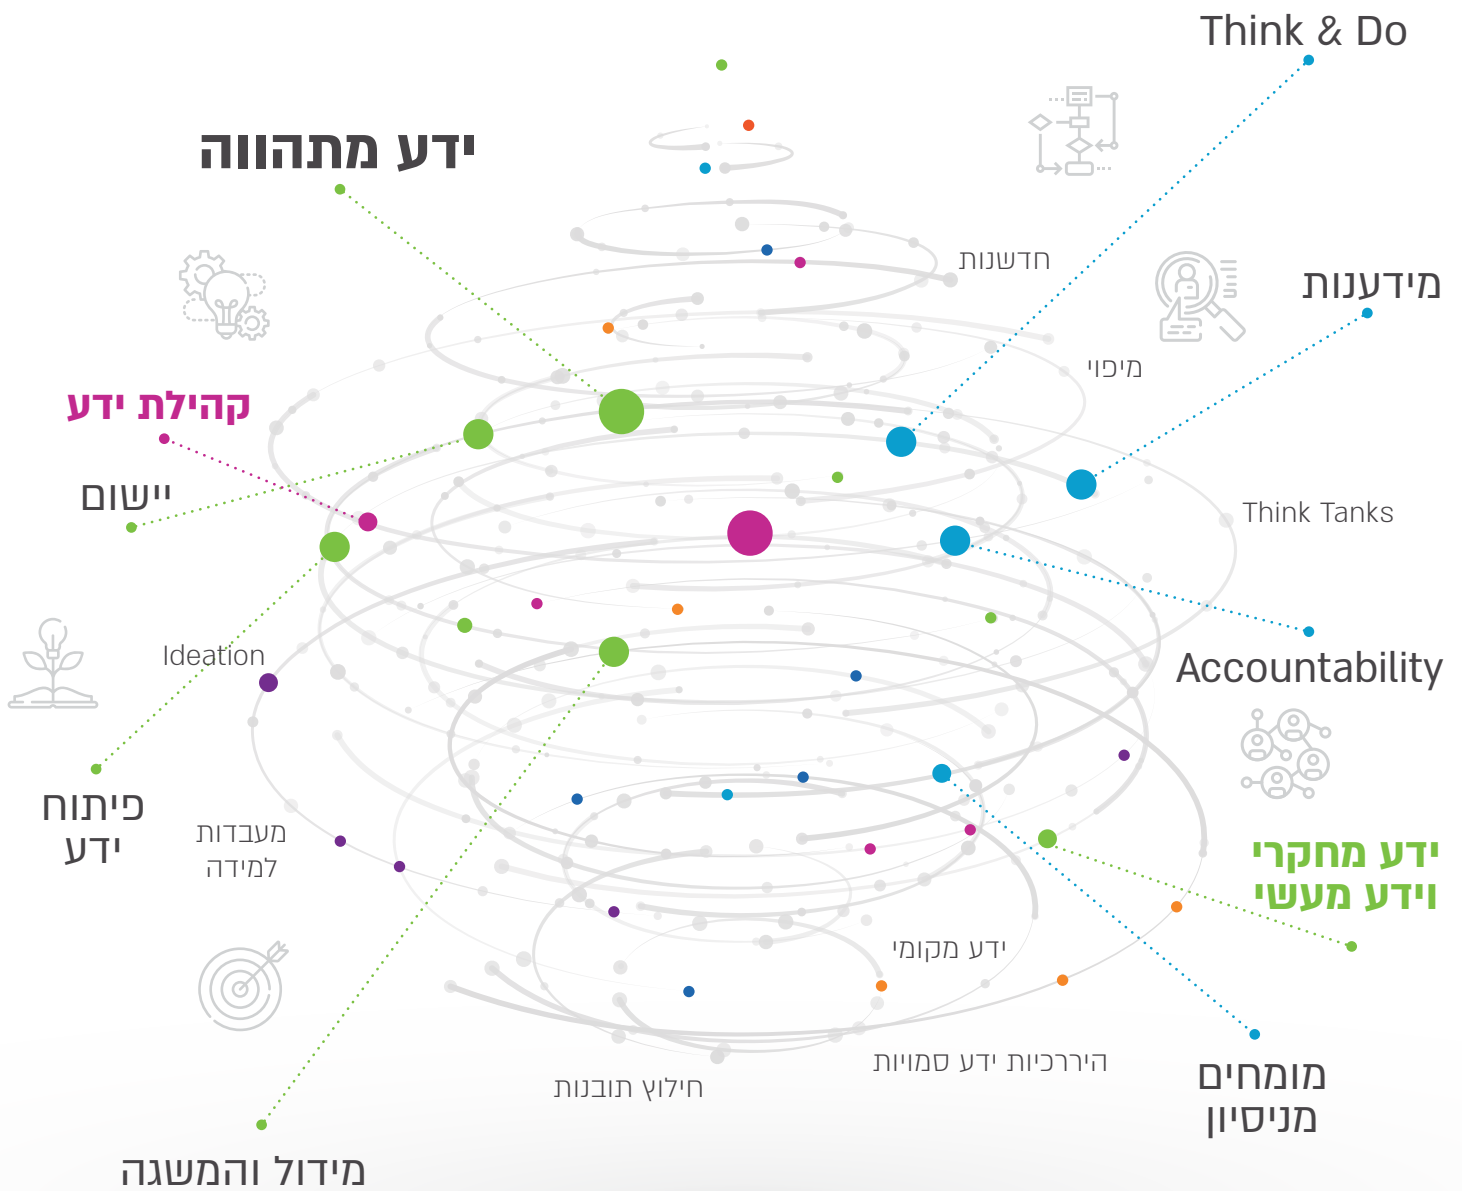 Think & Do
ידע מתהווה
חדשנות
מידענות
מיפוי
קהילת ידע
יישום
Think Tanks
Ideation
Accountability
פיתוח
ידע
מעבדות
למידה
ידע מחקרי
וידע מעשי
ידע מקומי
היררכיות ידע סמויות
חילוץ תובנות
מומחים
מניסיון
מידול והמשגה